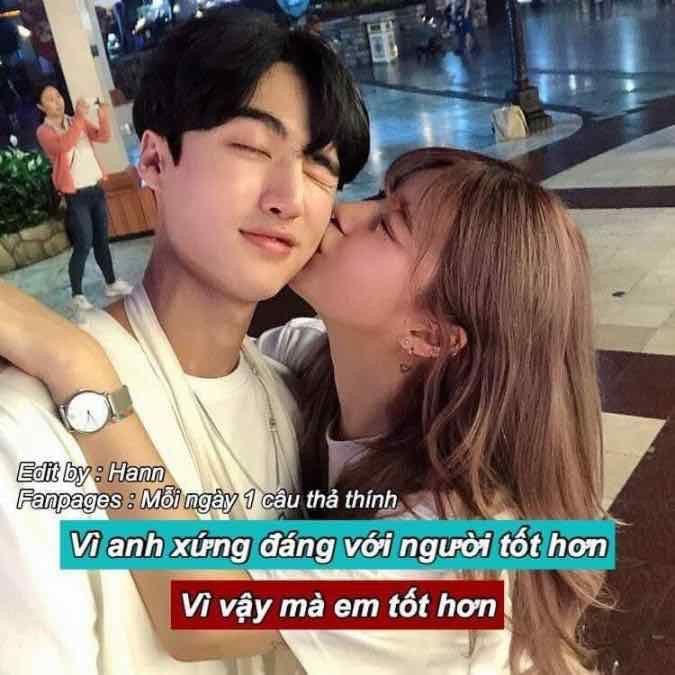 Edit by : Hann
Fanpages : Mỗi ngày 1 câu thả thính
Vì anh xứng đáng với người tốt hơn
Vì vậy mà em tốt hơn